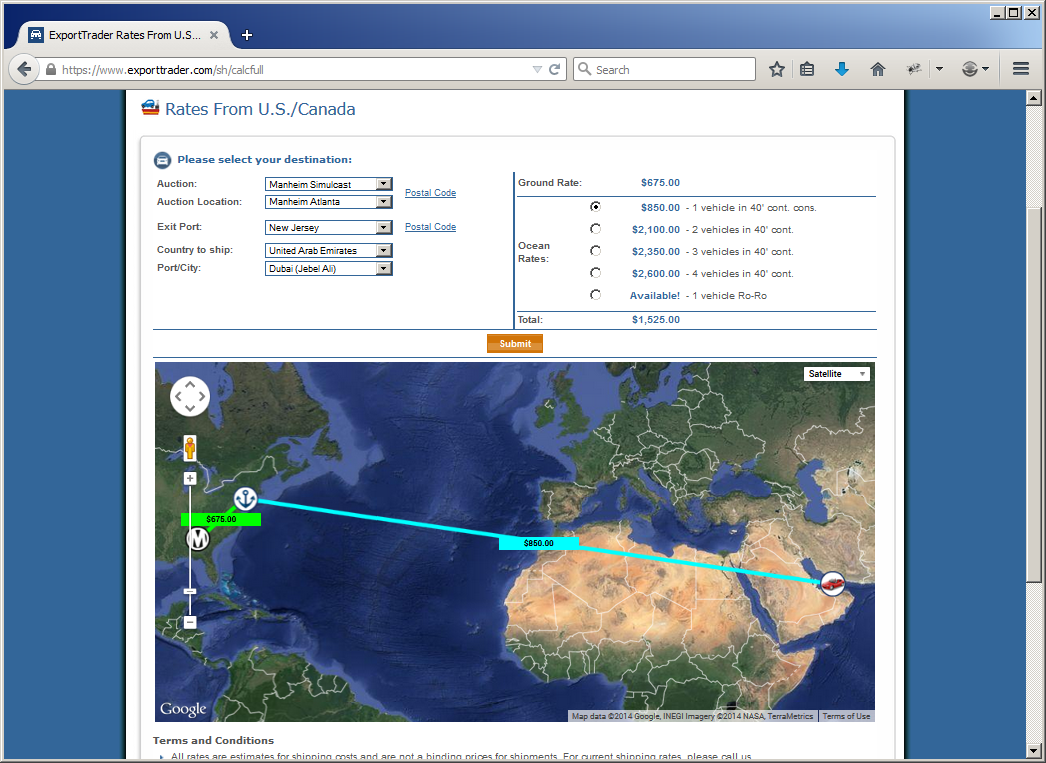 ExportTrader Rates From U.S...
https://www.exporttrader.com/sh/calcfull
Search
Rates From U.S./Canada
Please select your destination:
Auction: Manheim Simulcast
Postal Code
Auction Location: Manheim Atlanta
Exit Port: New Jersey Postal Code
Country to ship: United Arab Emirates
Port/City: Dubai (Jebel Ali)
Ground Rate: $675.00
Ocean Rates:
$850.00 - 1 vehicle in 40' cont. cons.
$2,100.00 - 2 vehicles in 40' cont.
$2,350.00 - 3 vehicles in 40' cont.
$2,600.00 - 4 vehicles in 40' cont.
Available! - 1 vehicle Ro-Ro
Total: $1,525.00
Submit
Satellite
$675.00
M
$850.00
Google
Map data ©2014 Google, INEGI Imagery ©2014 NASA, TerraMetrics Terms of Use
Terms and Conditions
All rates are estimates for shipping costs and are not a binding prices for shipments. For current shipping rates, please call us.